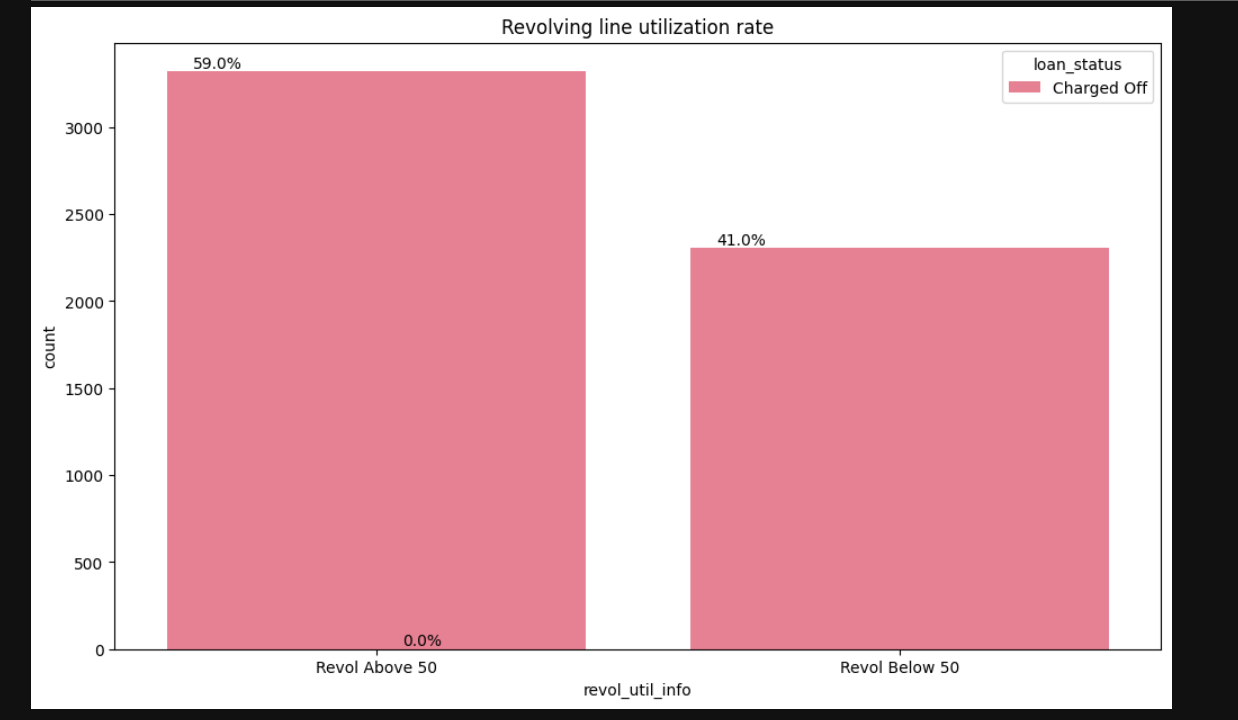 Revolving line utilization rate
59.0%
loan_status
Charged Off
3000
2500
41.0%
2000
count
1500
1000
500
0.0%
0
Revol Above 50
Revol Below 50
revol_util_info